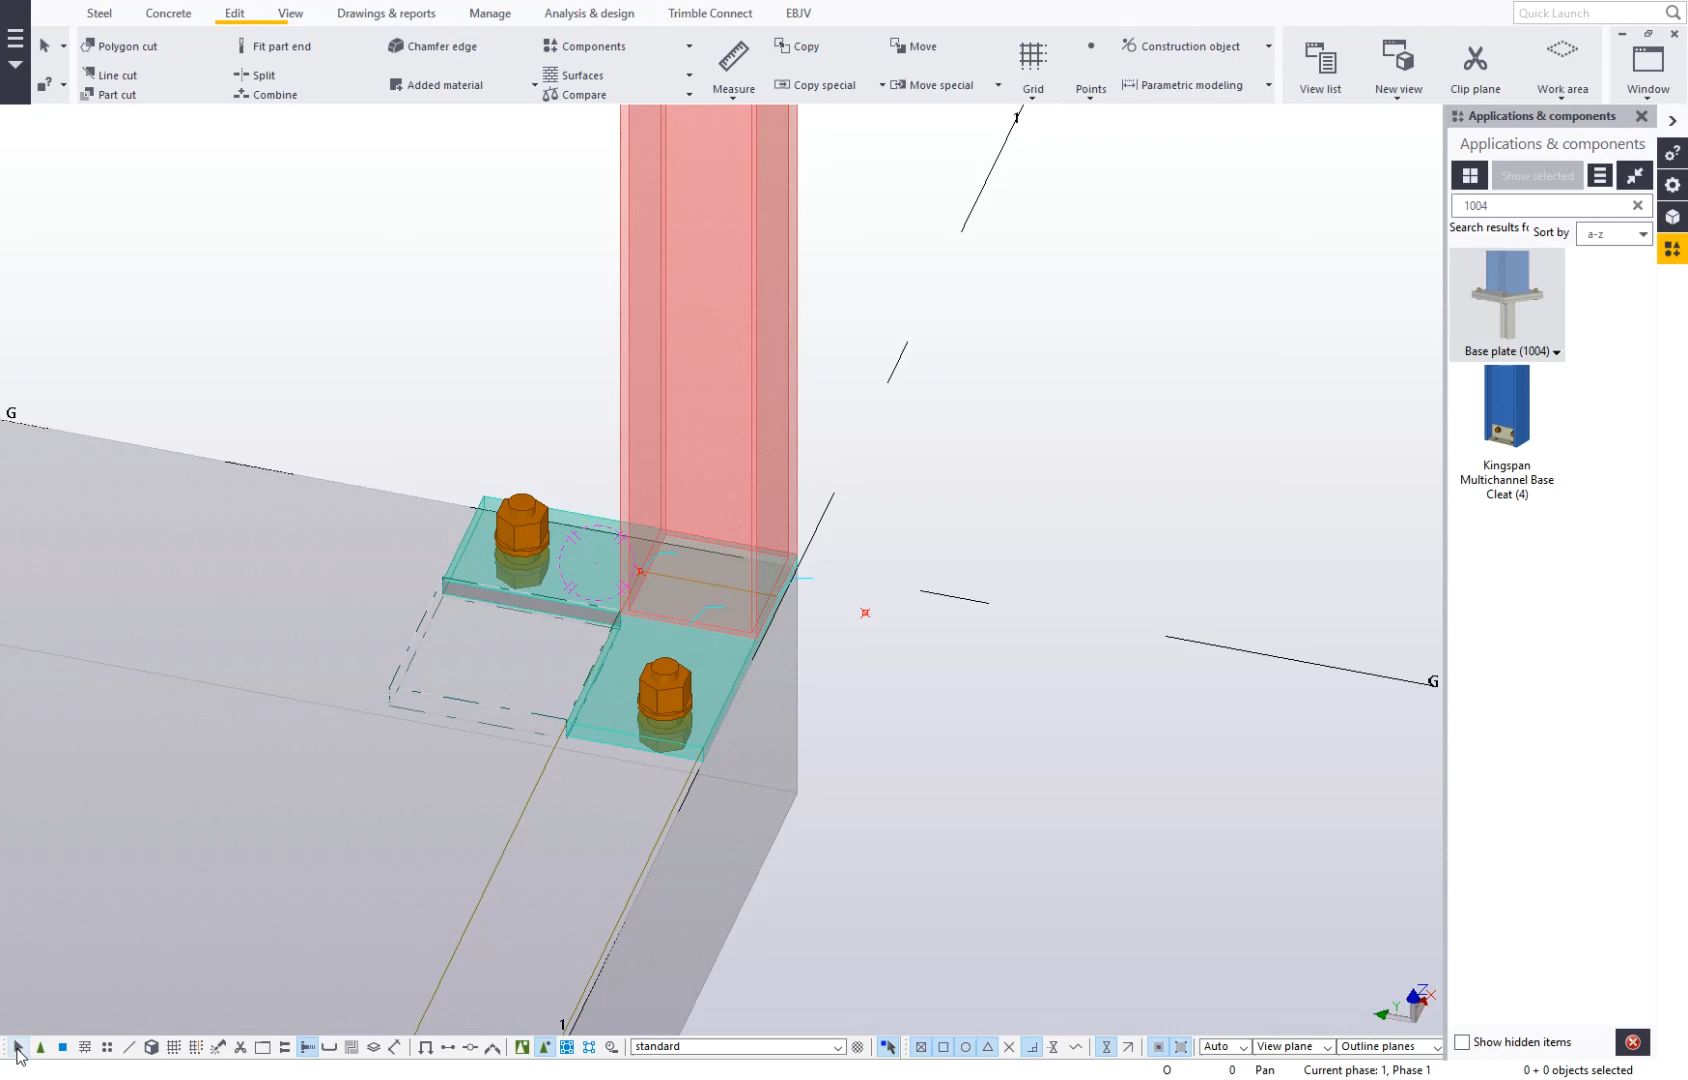 Steel
Concrete
Edit
View
Drawings & reports
Manage
Analysis & design
Trimble Connect
EBJV
Quick Launch
Polygon cut
Fit part end
Chamfer edge
Components
Copy
Move
Construction object
Line cut
Split
Added material
Surfaces
Copy special
Move special
Parametric modeling
Part cut
Combine
Compare
Measure
Grid
Points
View list
New view
Clip plane
Work area
Window
Applications & components
Applications & components
Show selected
1004
Search results fo
Sort by
a-z
Base plate (1004)
Kingspan
Multichannel Base
Cleat (4)
1
G
G
1
Z
X
Y
Show hidden items
standard
Auto
View plane
Outline planes
O
0
Pan
Current phase: 1, Phase 1
0 + 0 objects selected